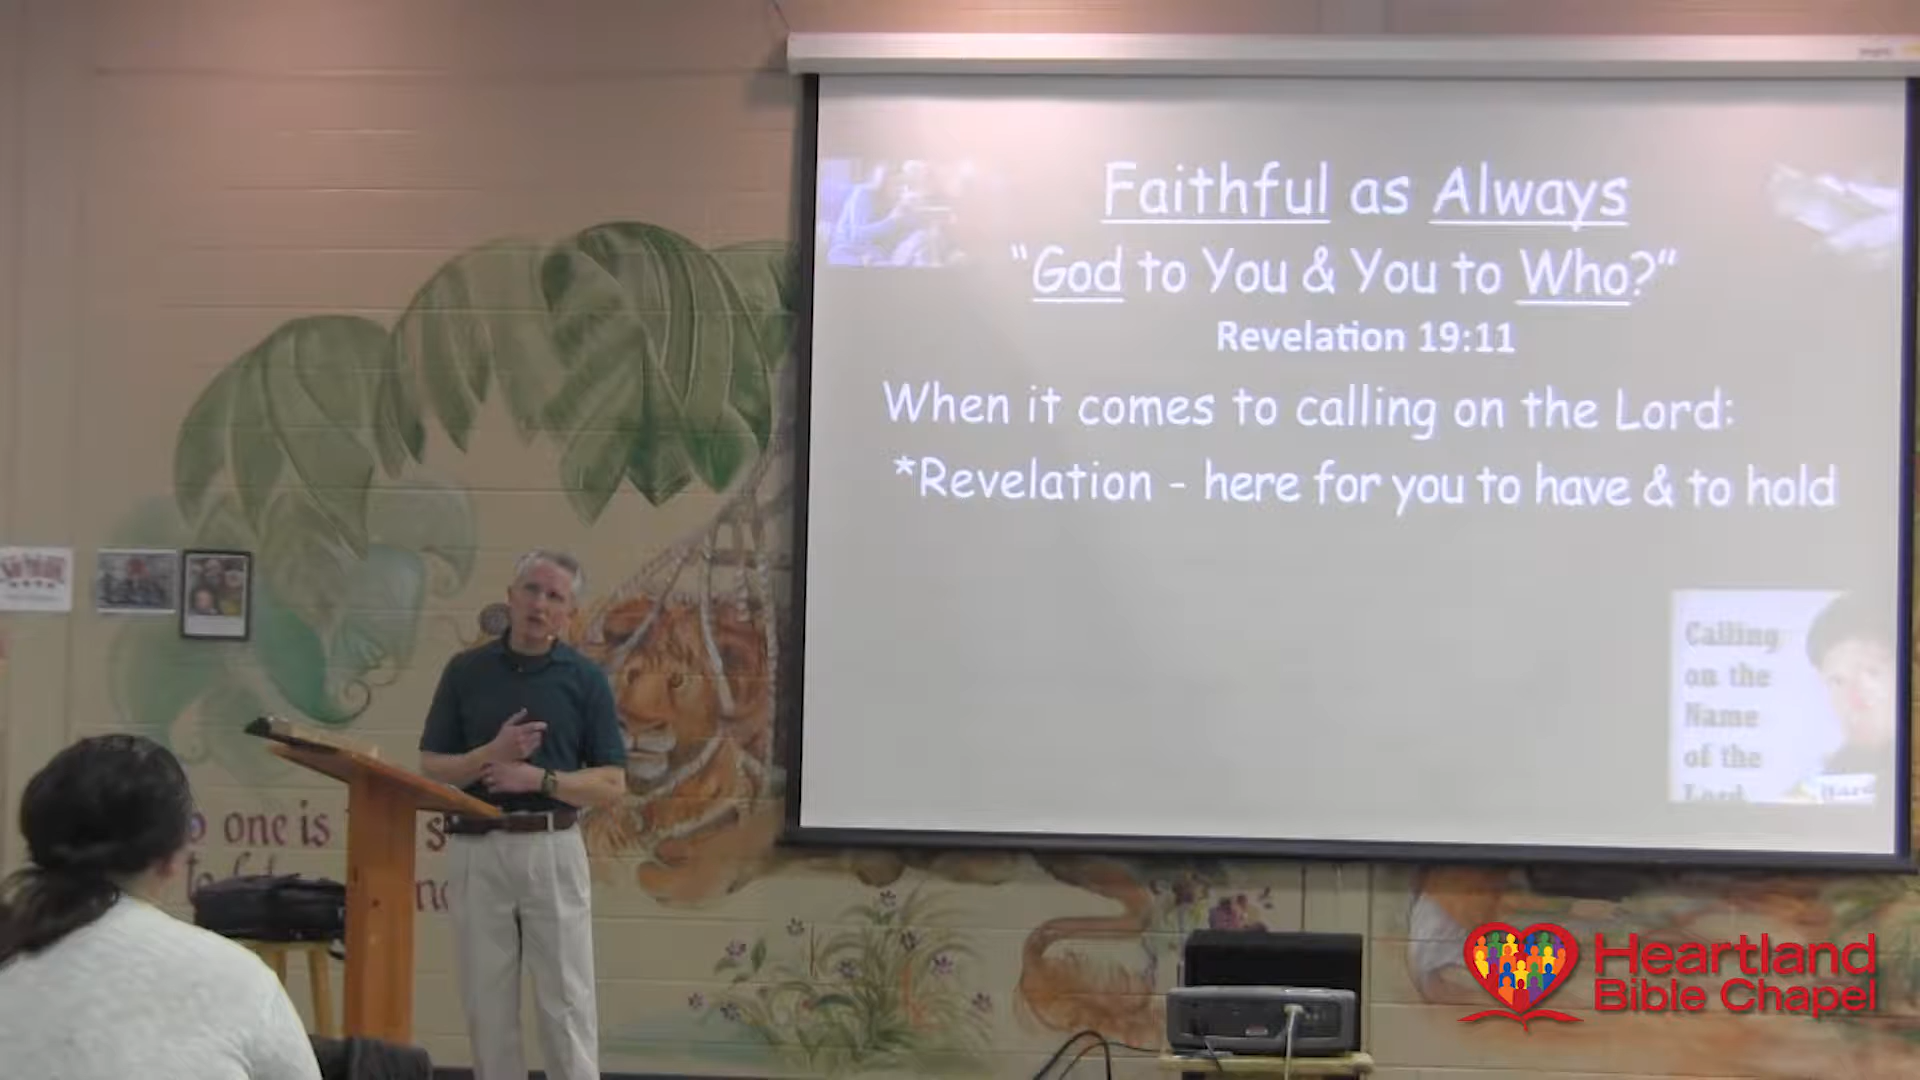 Faithful as Always
“God to You & You to Who?”
Revelation 19:11
When it comes to calling on the Lord:
*Revelation - here for you to have & to hold
Calling
on the
Name
of the
Lord
one is
Heartland
Bible Chapel